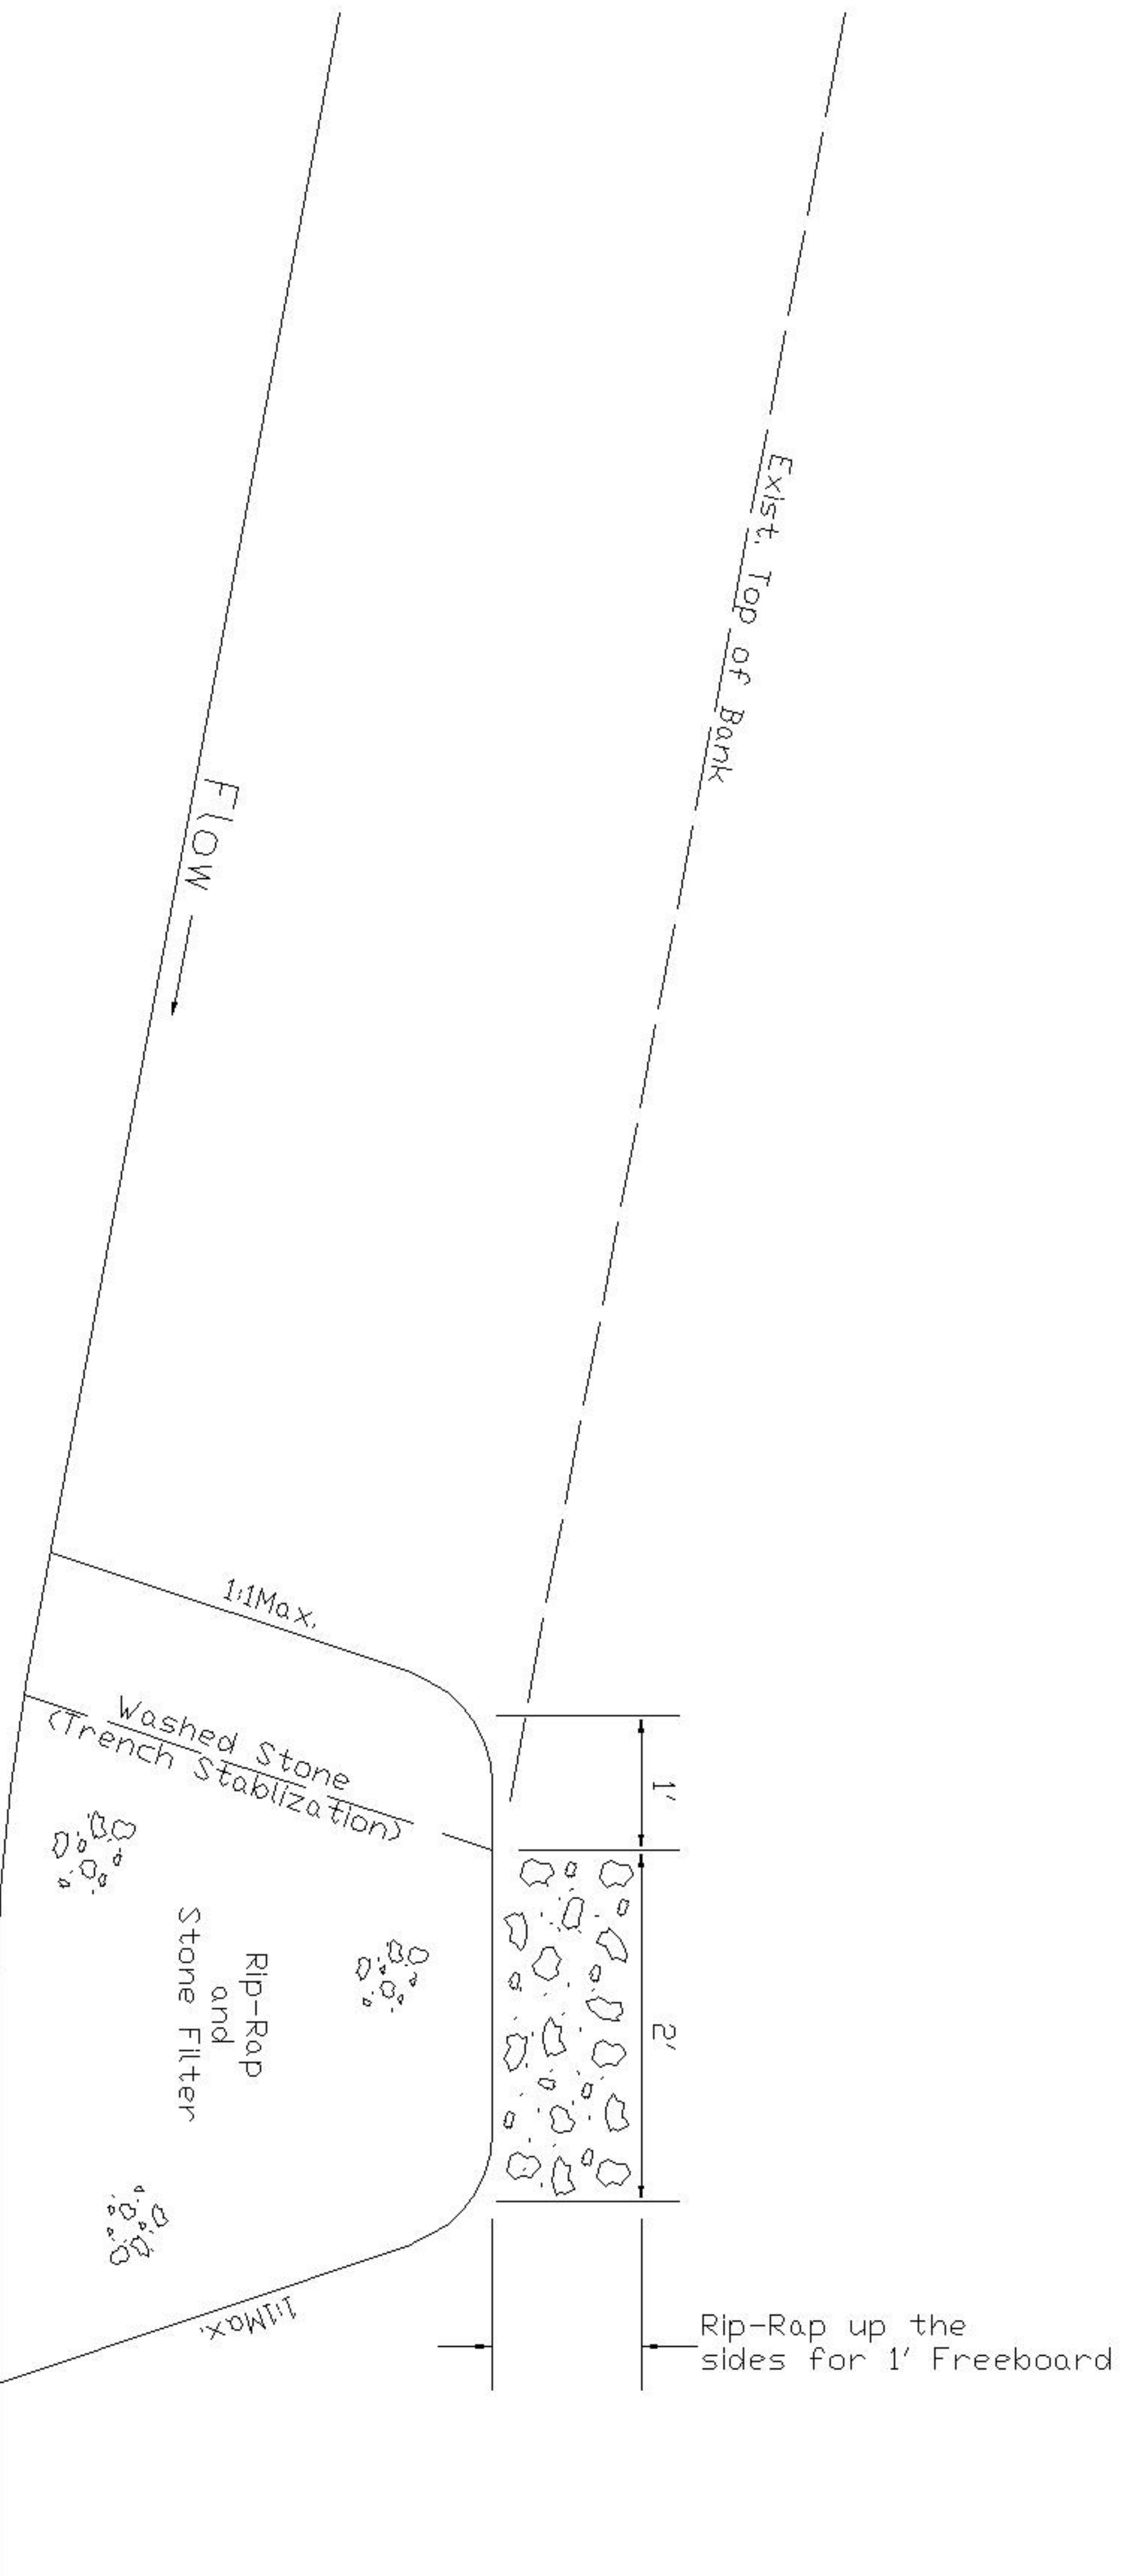 Exist. Top of Bank
Flow
1:1Max.
Washed Stone
(Trench Stabilization)
1'
2'
Rip-Rap
and
Stone Filter
1:1Max.
Rip-Rap up the
sides for 1' Freeboard